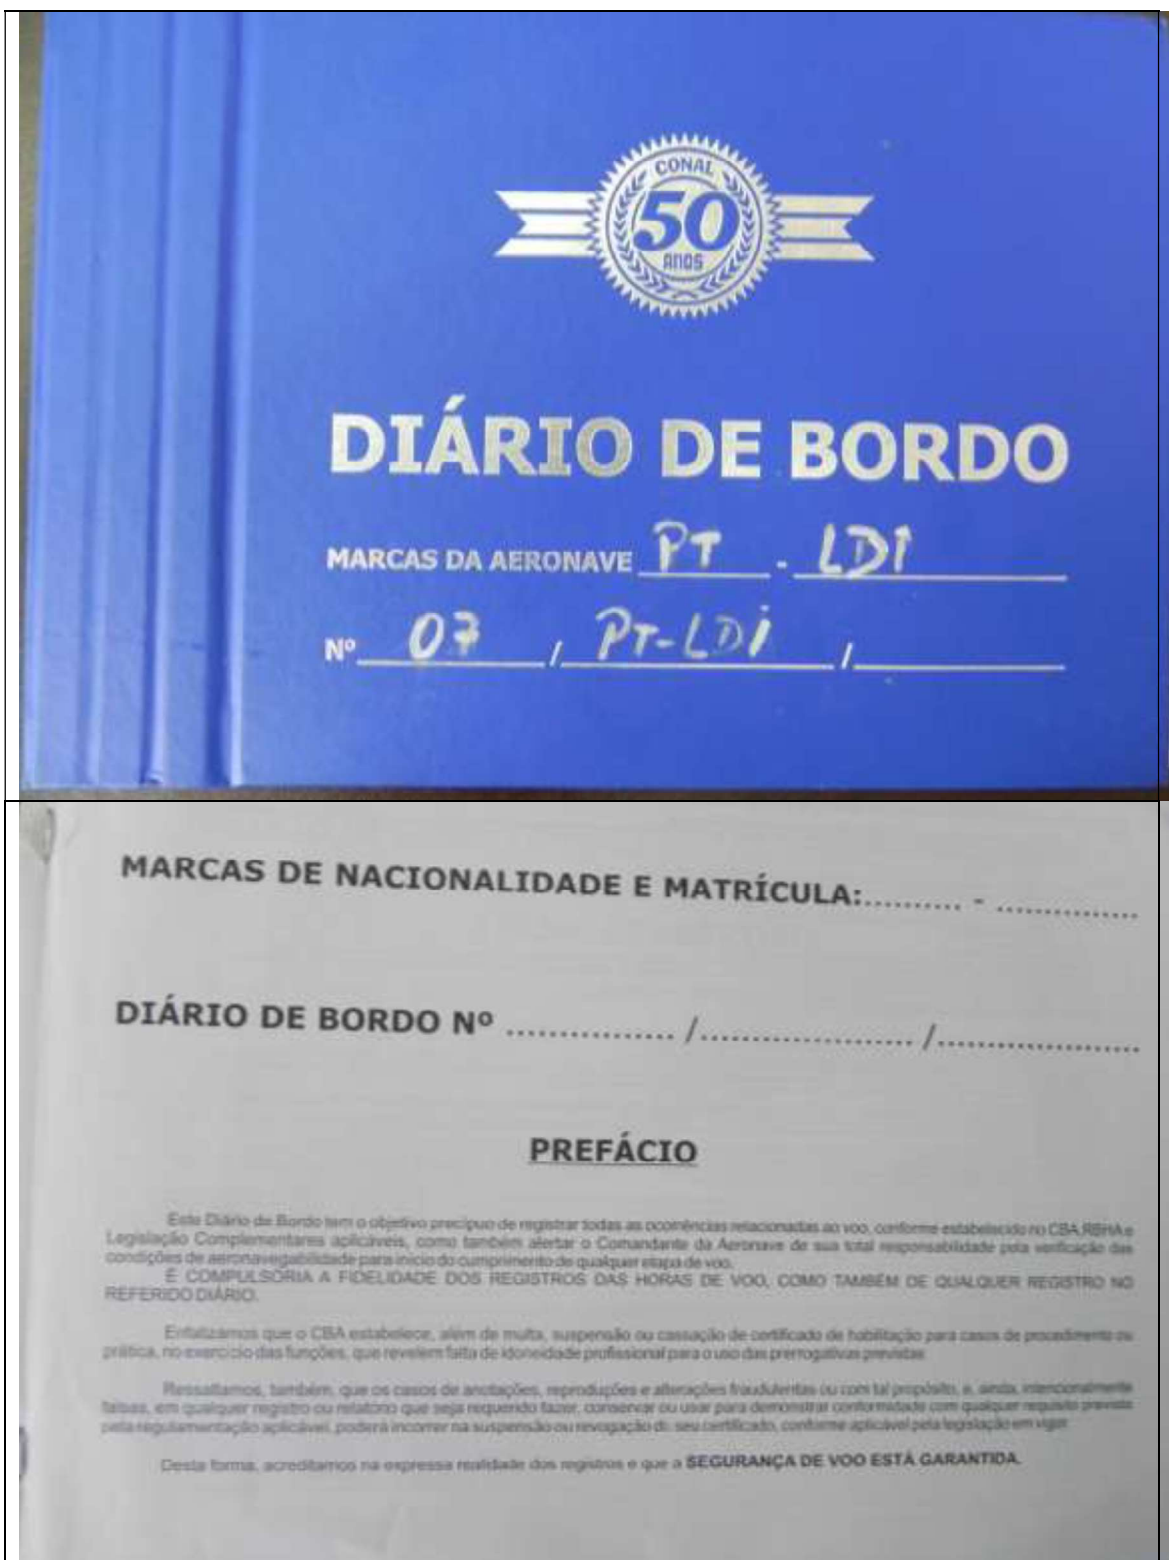 CONAL
50
ANOS
DIÁRIO DE BORDO
MARCAS DA AERONAVE PT - LDI
Nº 07 / PT-LDI /
MARCAS DE NACIONALIDADE E MATRÍCULA:.......... - ...............
DIÁRIO DE BORDO Nº ................ /..................... /.....................
PREFÁCIO
Este Diário de Bordo tem o objetivo precípuo de registrar todas as ocorrências relacionadas ao voo, conforme estabelecido no CBA,RBHA e
Legislação Complementares aplicáveis, como também alertar o Comandante da Aeronave de sua total responsabilidade pela verificação das
condições de aeronavegabilidade para início do cumprimento de qualquer etapa de voo.
É COMPULSÓRIA A FIDELIDADE DOS REGISTROS DAS HORAS DE VOO, COMO TAMBÉM DE QUALQUER REGISTRO NO
REFERIDO DIÁRIO.
Enfatizamos que o CBA estabelece, além de multa, suspensão ou cassação de certificado de habilitação para casos de procedimento ou
prática, no exercício das funções, que revelem falta de idoneidade profissional para o uso das prerrogativas previstas.
Ressaltamos, também, que os casos de anotações, reproduções e alterações fraudulentas ou com tal propósito, e, ainda, intencionalmente
falsas, em qualquer registro ou relatório que seja requerido fazer, conservar ou usar para demonstrar conformidade com qualquer requisito previsto
pela regulamentação aplicável, poderá incorrer na suspensão ou revogação de seu certificado, conforme aplicável pela legislação em vigor.
Desta forma, acreditamos na expressa realidade dos registros e que a SEGURANÇA DE VOO ESTÁ GARANTIDA.